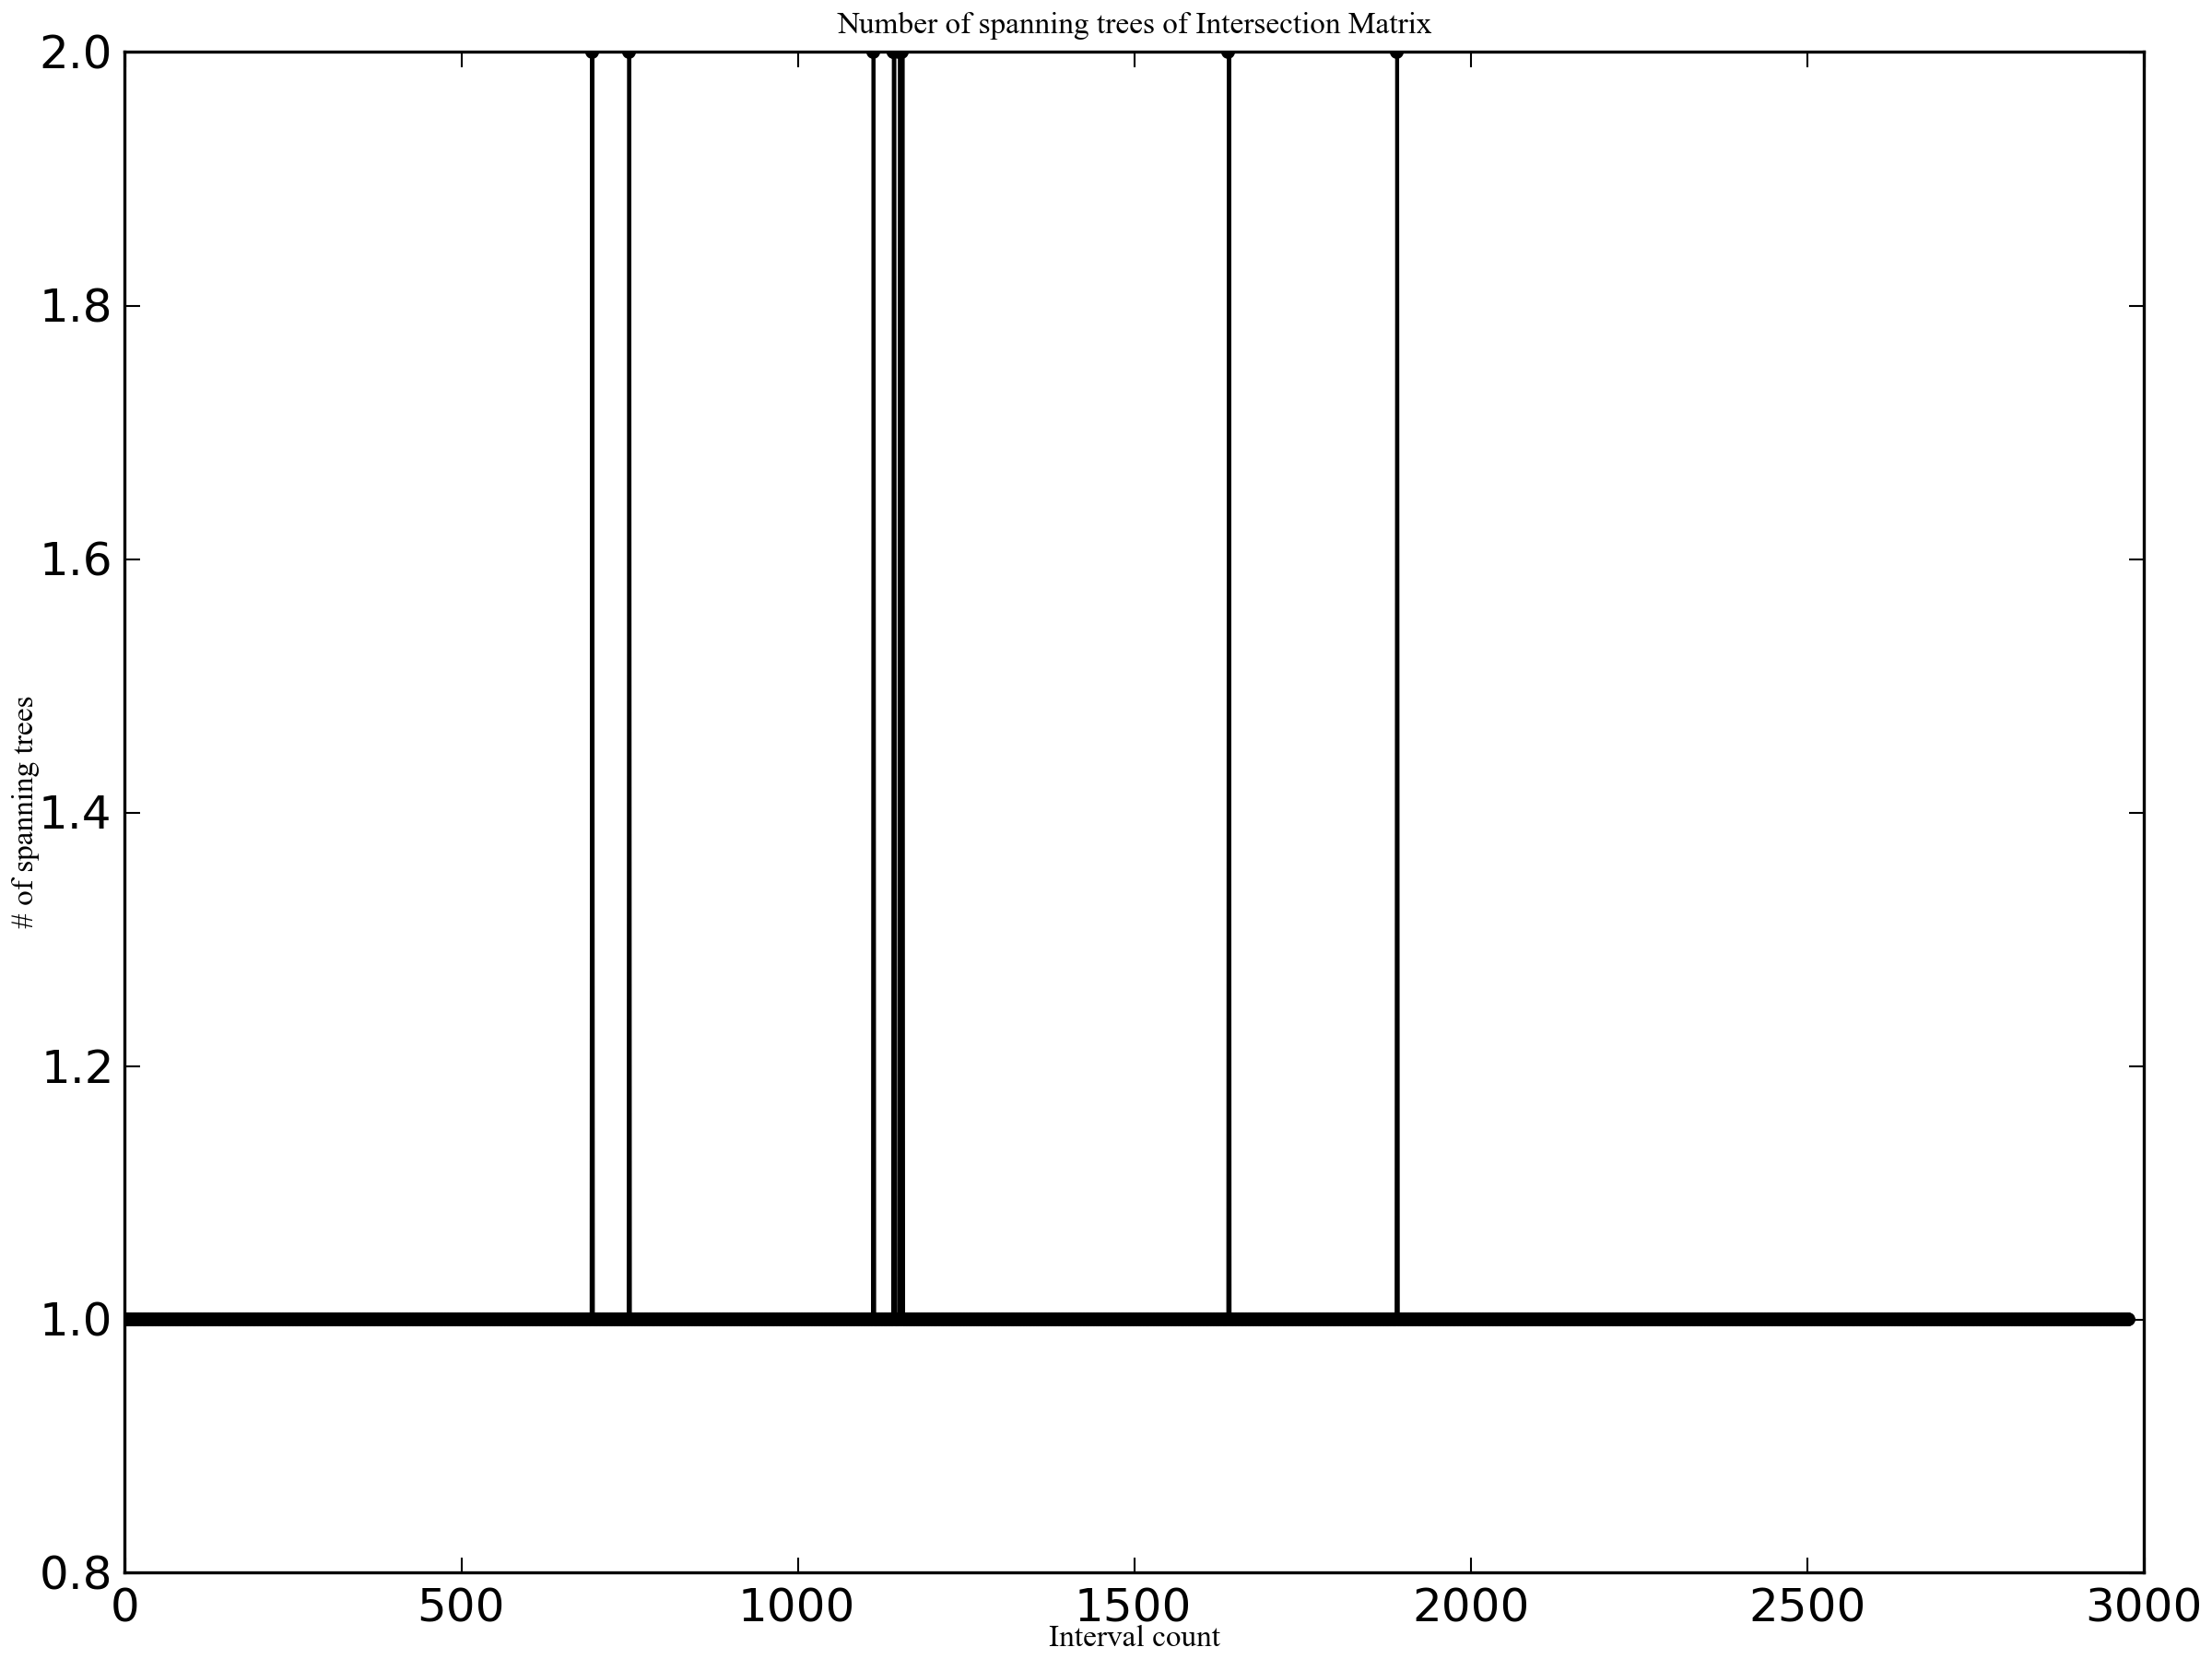 Number of spanning trees of Intersection Matrix
2.0
1.8
1.6
1.4
1.2
1.0
0.8
# of spanning trees
0 500 1000 1500 2000 2500 3000
Interval count